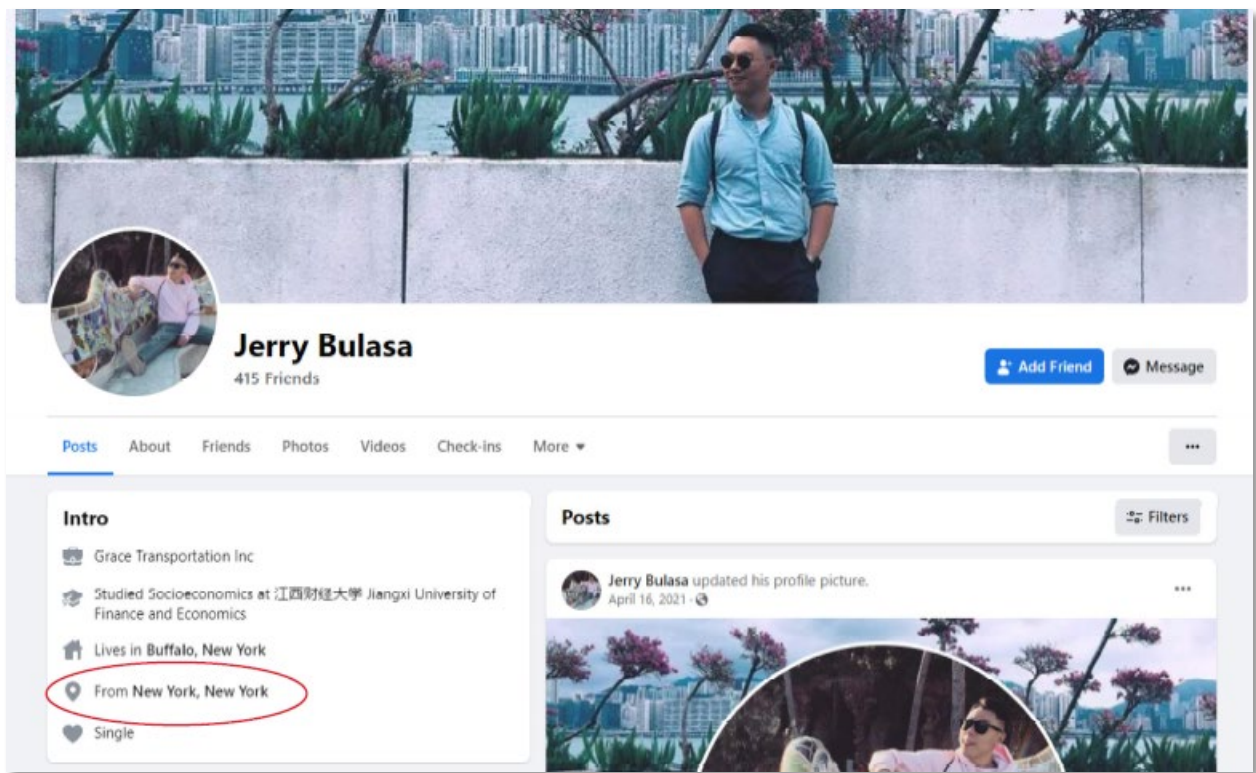 Jerry Bulasa
415 Friends
Add Friend
Message
Posts About Friends Photos Videos Check-ins More
Intro
Grace Transportation Inc
Studied Socioeconomics at 江西财经大学 Jiangxi University of
Finance and Economics
Lives in Buffalo, New York
From New York, New York
Single
Posts
Filters
Jerry Bulasa updated his profile picture.
April 16, 2021 ·